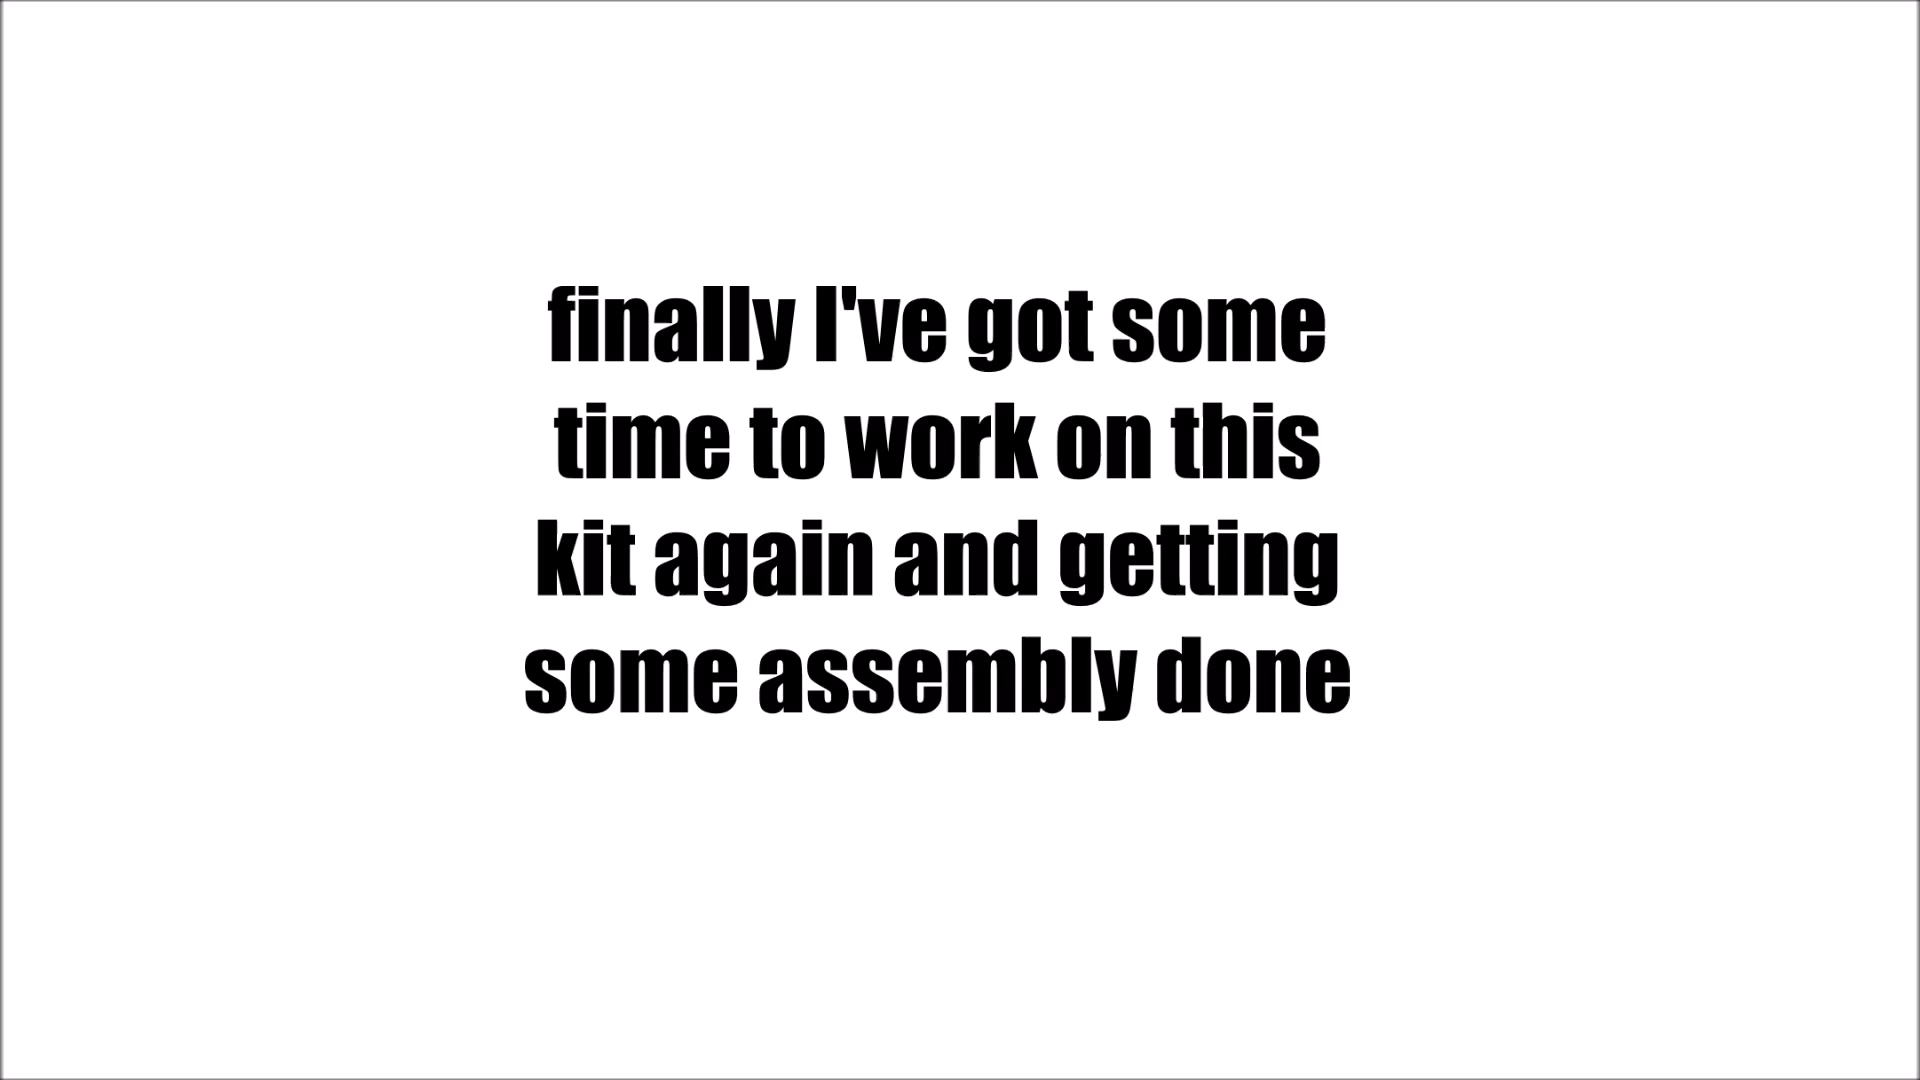 finally I've got some
time to work on this
kit again and getting
some assembly done